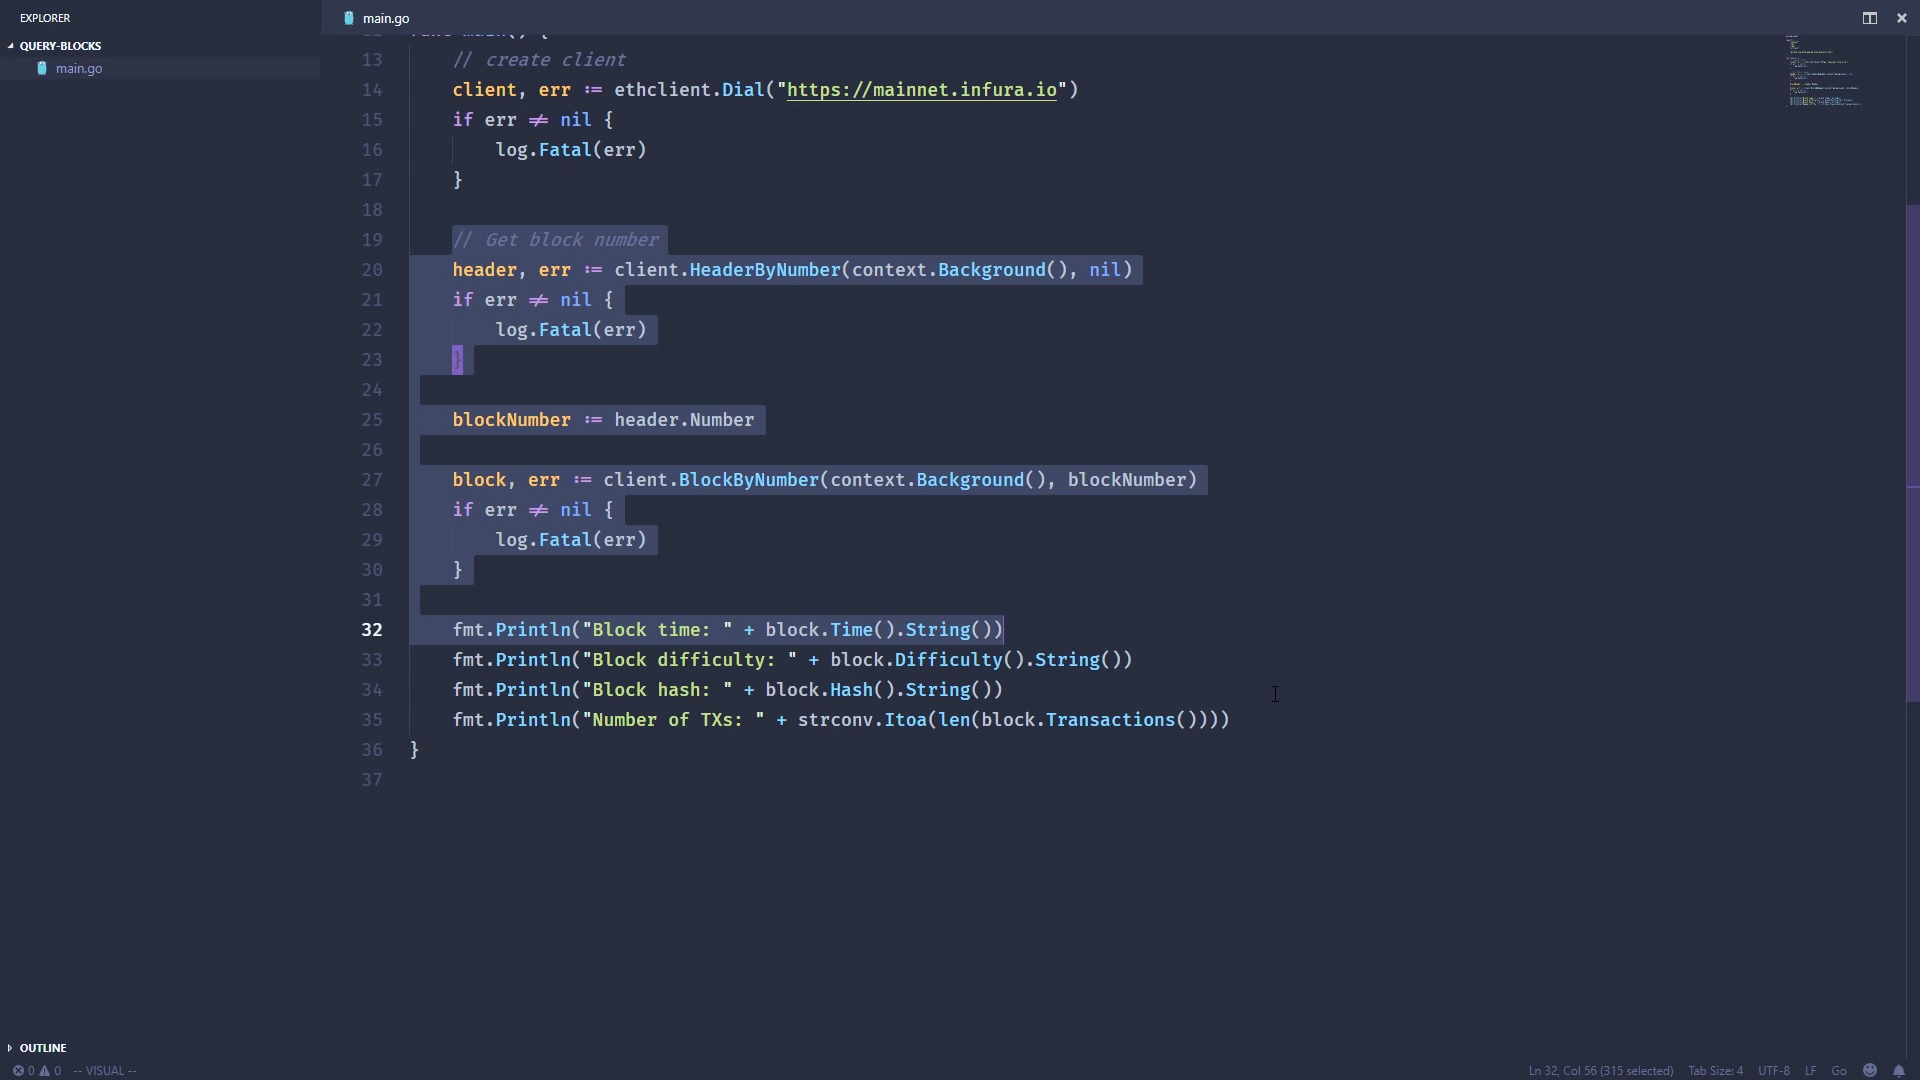 EXPLORER
main.go
QUERY-BLOCKS
main.go
13 // create client
14 client, err := ethclient.Dial("https://mainnet.infura.io")
15 if err != nil {
16 log.Fatal(err)
17 }
18
19 // Get block number
20 header, err := client.HeaderByNumber(context.Background(), nil)
21 if err != nil {
22 log.Fatal(err)
23 }
24
25 blockNumber := header.Number
26
27 block, err := client.BlockByNumber(context.Background(), blockNumber)
28 if err != nil {
29 log.Fatal(err)
30 }
31
32 fmt.Println("Block time: " + block.Time().String())
33 fmt.Println("Block difficulty: " + block.Difficulty().String())
34 fmt.Println("Block hash: " + block.Hash().String())
35 fmt.Println("Number of TXs: " + strconv.Itoa(len(block.Transactions())))
36 }
37
OUTLINE
0 0 -- VISUAL --
Ln 32, Col 56 (315 selected) Tab Size: 4 UTF-8 LF Go